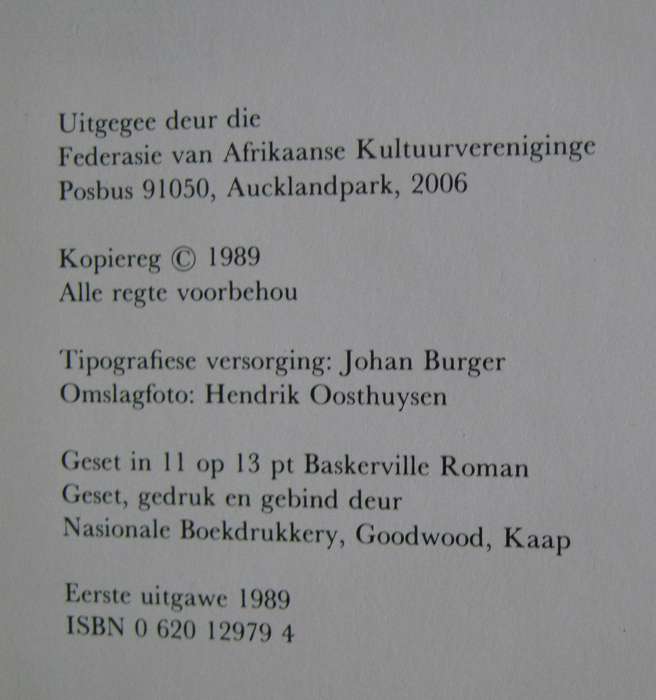 Uitgegee deur die
Federasie van Afrikaanse Kultuurvereniginge
Posbus 91050, Aucklandpark, 2006
Kopiereg © 1989
Alle regte voorbehou
Tipografiese versorging: Johan Burger
Omslagfoto: Hendrik Oosthuysen
Geset in 11 op 13 pt Baskerville Roman
Geset, gedruk en gebind deur
Nasionale Boekdrukkery, Goodwood, Kaap
Eerste uitgawe 1989
ISBN 0 620 12979 4